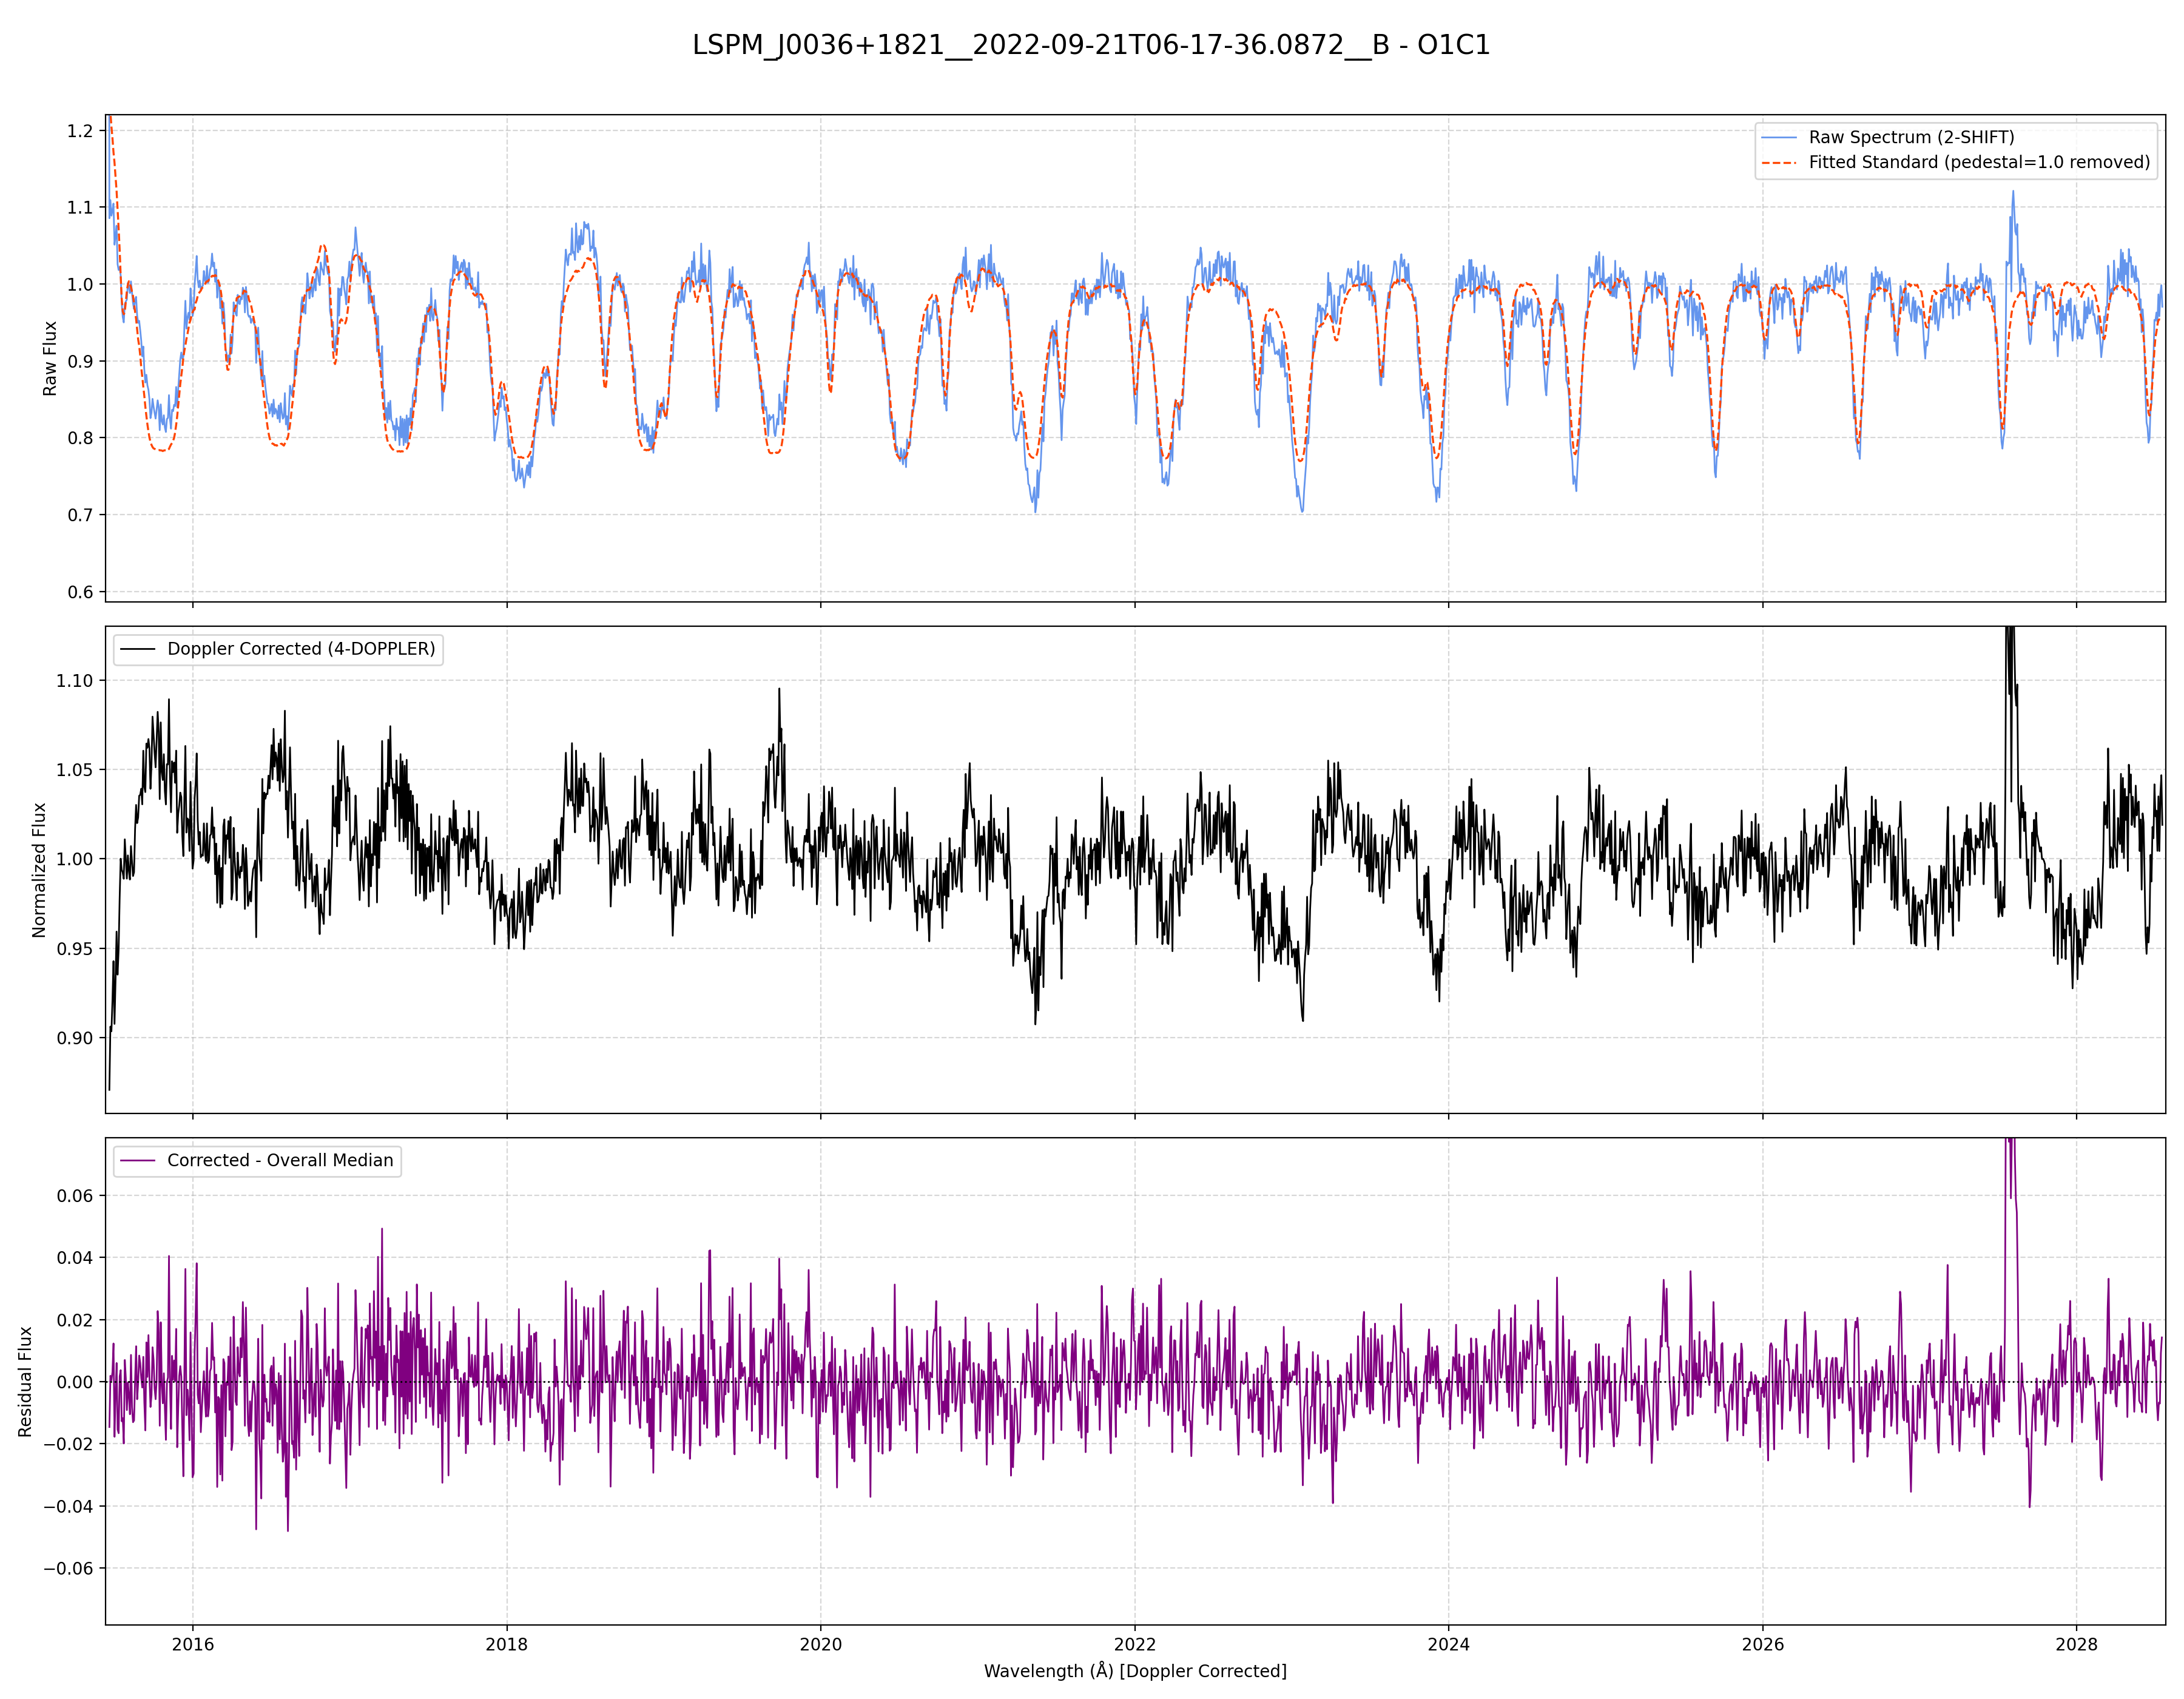 LSPM_J0036+1821__2022-09-21T06-17-36.0872__B - O1C1
Raw Flux
1.2
1.1
1.0
0.9
0.8
0.7
0.6
Raw Spectrum (2-SHIFT)
Fitted Standard (pedestal=1.0 removed)
Normalized Flux
1.10
1.05
1.00
0.95
0.90
Doppler Corrected (4-DOPPLER)
Residual Flux
0.06
0.04
0.02
0.00
−0.02
−0.04
−0.06
Corrected - Overall Median
2016 2018 2020 2022 2024 2026 2028
Wavelength (Å) [Doppler Corrected]